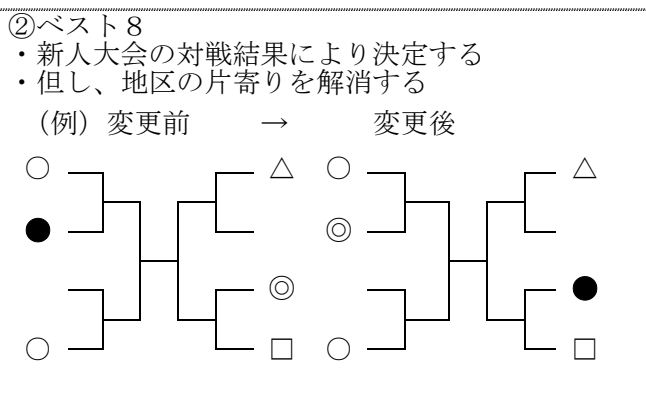 ②ベスト８
・新人大会の対戦結果により決定する
・但し、地区の片寄りを解消する
（例）変更前　　→　　　変更後
○　△　○　△
●　◎
◎　●
○　□　○　□